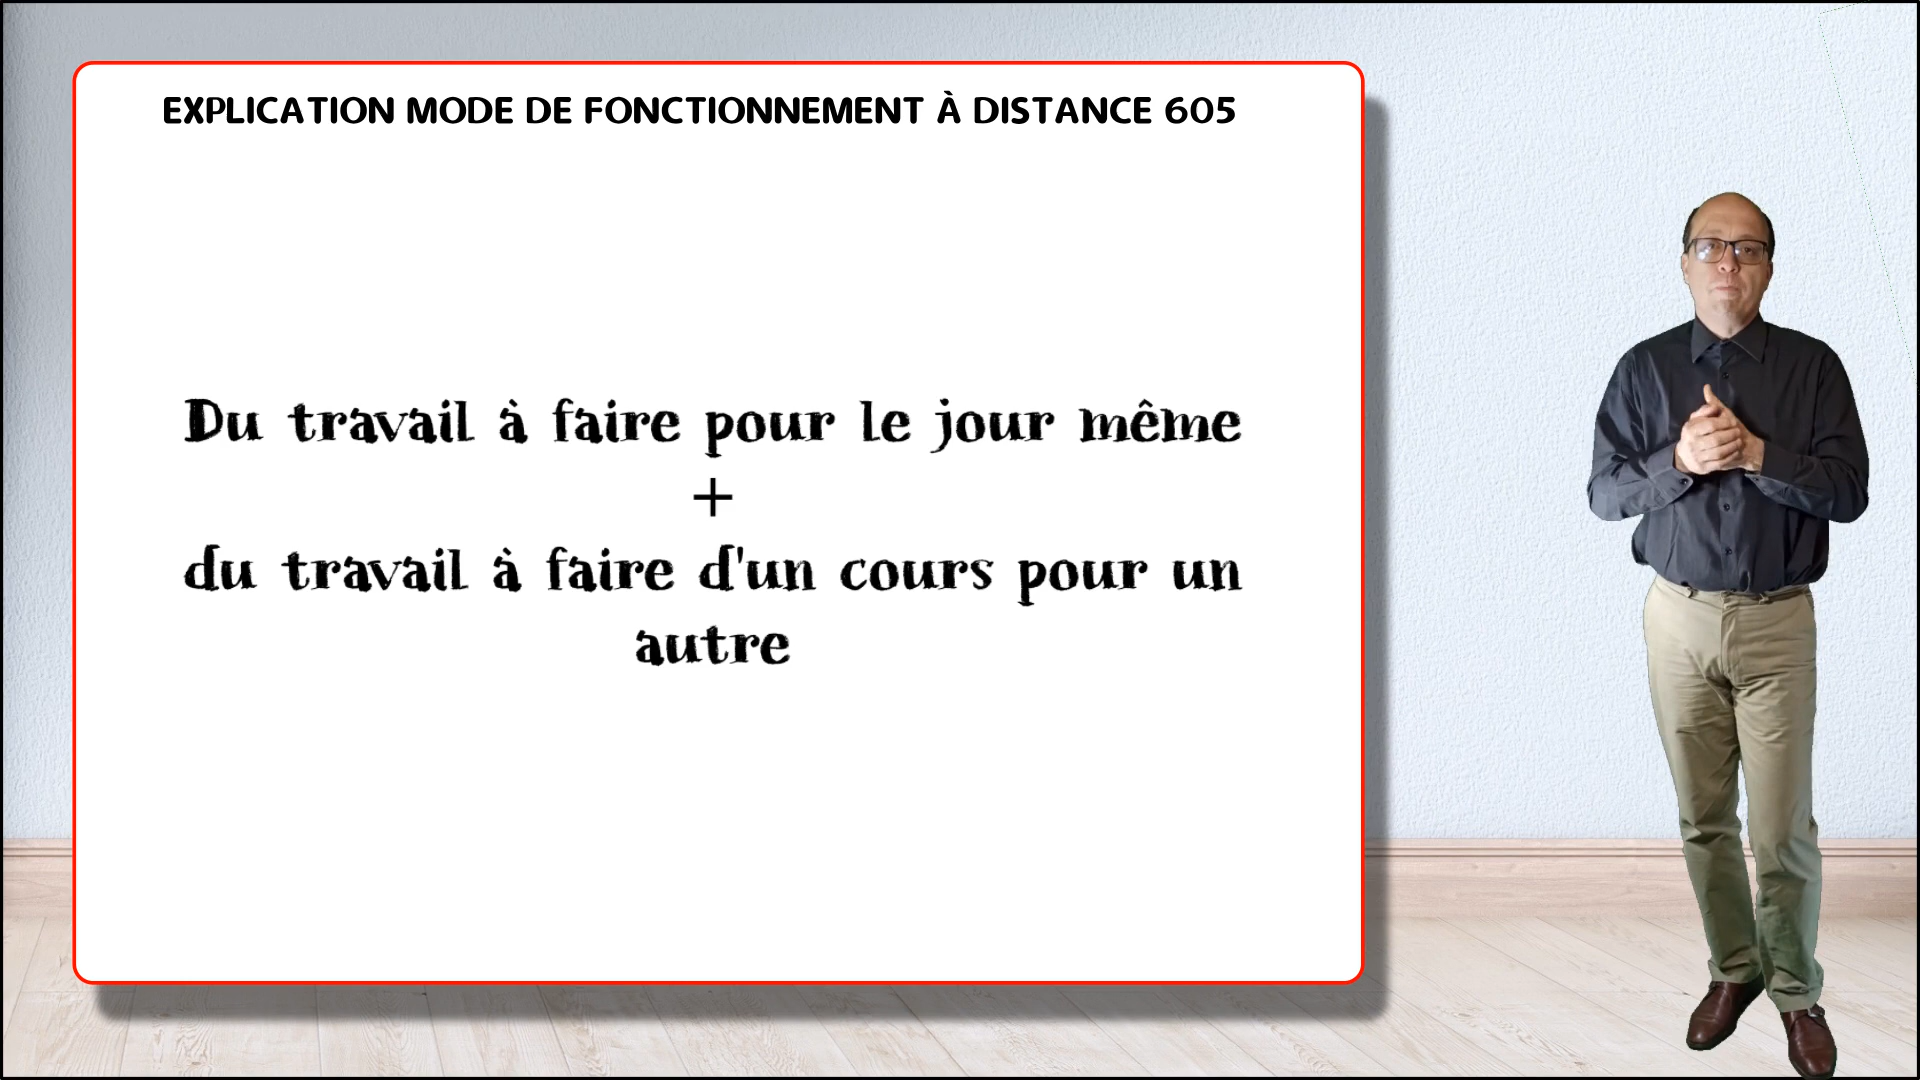 EXPLICATION MODE DE FONCTIONNEMENT À DISTANCE 605
Du travail à faire pour le jour même
+
du travail à faire d'un cours pour un
autre